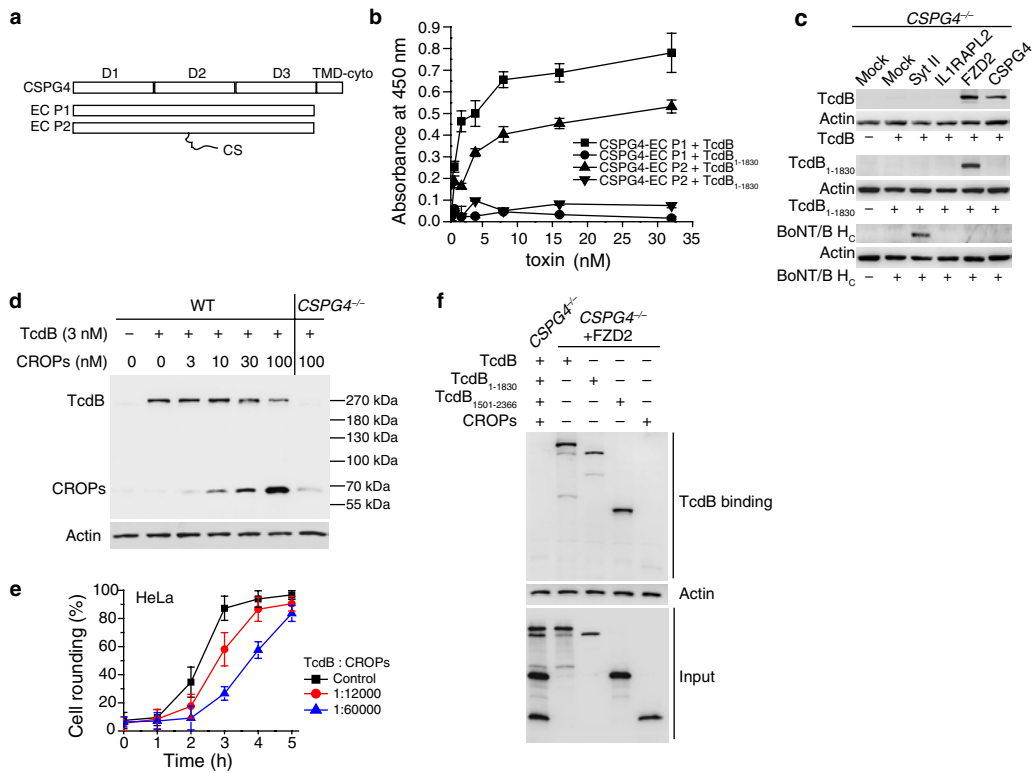 a
D1 D2 D3 TMD-cyto
CSPG4
EC P1
EC P2
CS
b
Absorbance at 450 nm
0.9
0.8
0.7
0.6
0.5
0.4
0.3
0.2
0.1
0.0
0 5 10 15 20 25 30 35
toxin (nM)
CSPG4-EC P1 + TcdB
CSPG4-EC P1 + TcdB1-1830
CSPG4-EC P2 + TcdB
CSPG4-EC P2 + TcdB1-1830
c
CSPG4−/−
Mock Mock Syt II IL1RAPL2 FZD2 CSPG4
TcdB
Actin
TcdB − + + + + +
TcdB1-1830
Actin
TcdB1-1830 − + + + + +
BoNT/B HC
Actin
BoNT/B HC − + + + + +
d
WT CSPG4−/−
TcdB (3 nM) − + + + + + +
CROPs (nM) 0 0 3 10 30 100 100
TcdB
270 kDa
180 kDa
130 kDa
100 kDa
CROPs
70 kDa
55 kDa
Actin
e
HeLa
Cell rounding (%)
100
80
60
40
20
0
0 1 2 3 4 5
Time (h)
TcdB : CROPs
Control
1:12000
1:60000
f
CSPG4−/−
CSPG4−/−
+FZD2
TcdB + + − − −
TcdB1-1830 + − + − −
TcdB1501-2366 + − − + −
CROPs + − − − +
TcdB binding
Actin
Input